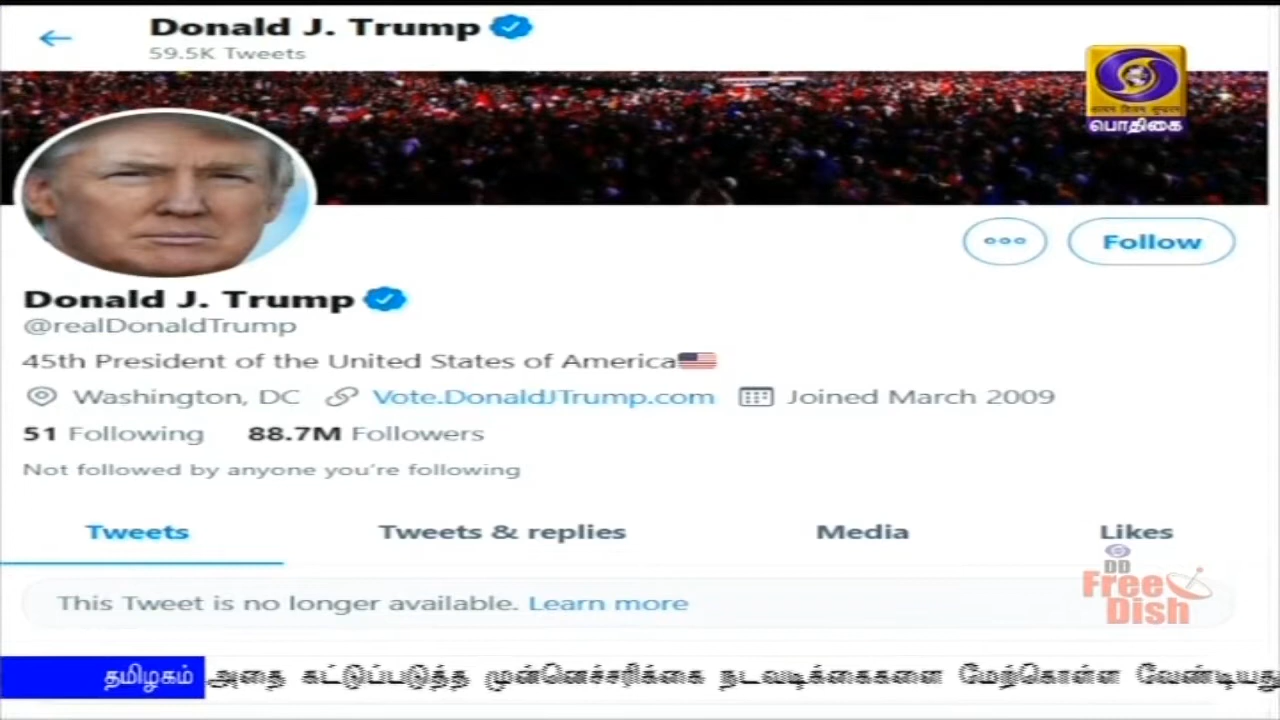 Donald J. Trump
59.5K Tweets
பொதிகை
Follow
Donald J. Trump
@realDonaldTrump
45th President of the United States of America
Washington, DC Vote.DonaldJTrump.com Joined March 2009
51 Following 88.7M Followers
Not followed by anyone you're following
Tweets Tweets & replies Media Likes
This Tweet is no longer available. Learn more
DD
Free
Dish
தமிழகம் அதை கட்டுப்படுத்த முன்னெச்சரிக்கை நடவடிக்கைகளை மேற்கொள்ள வேண்டியது